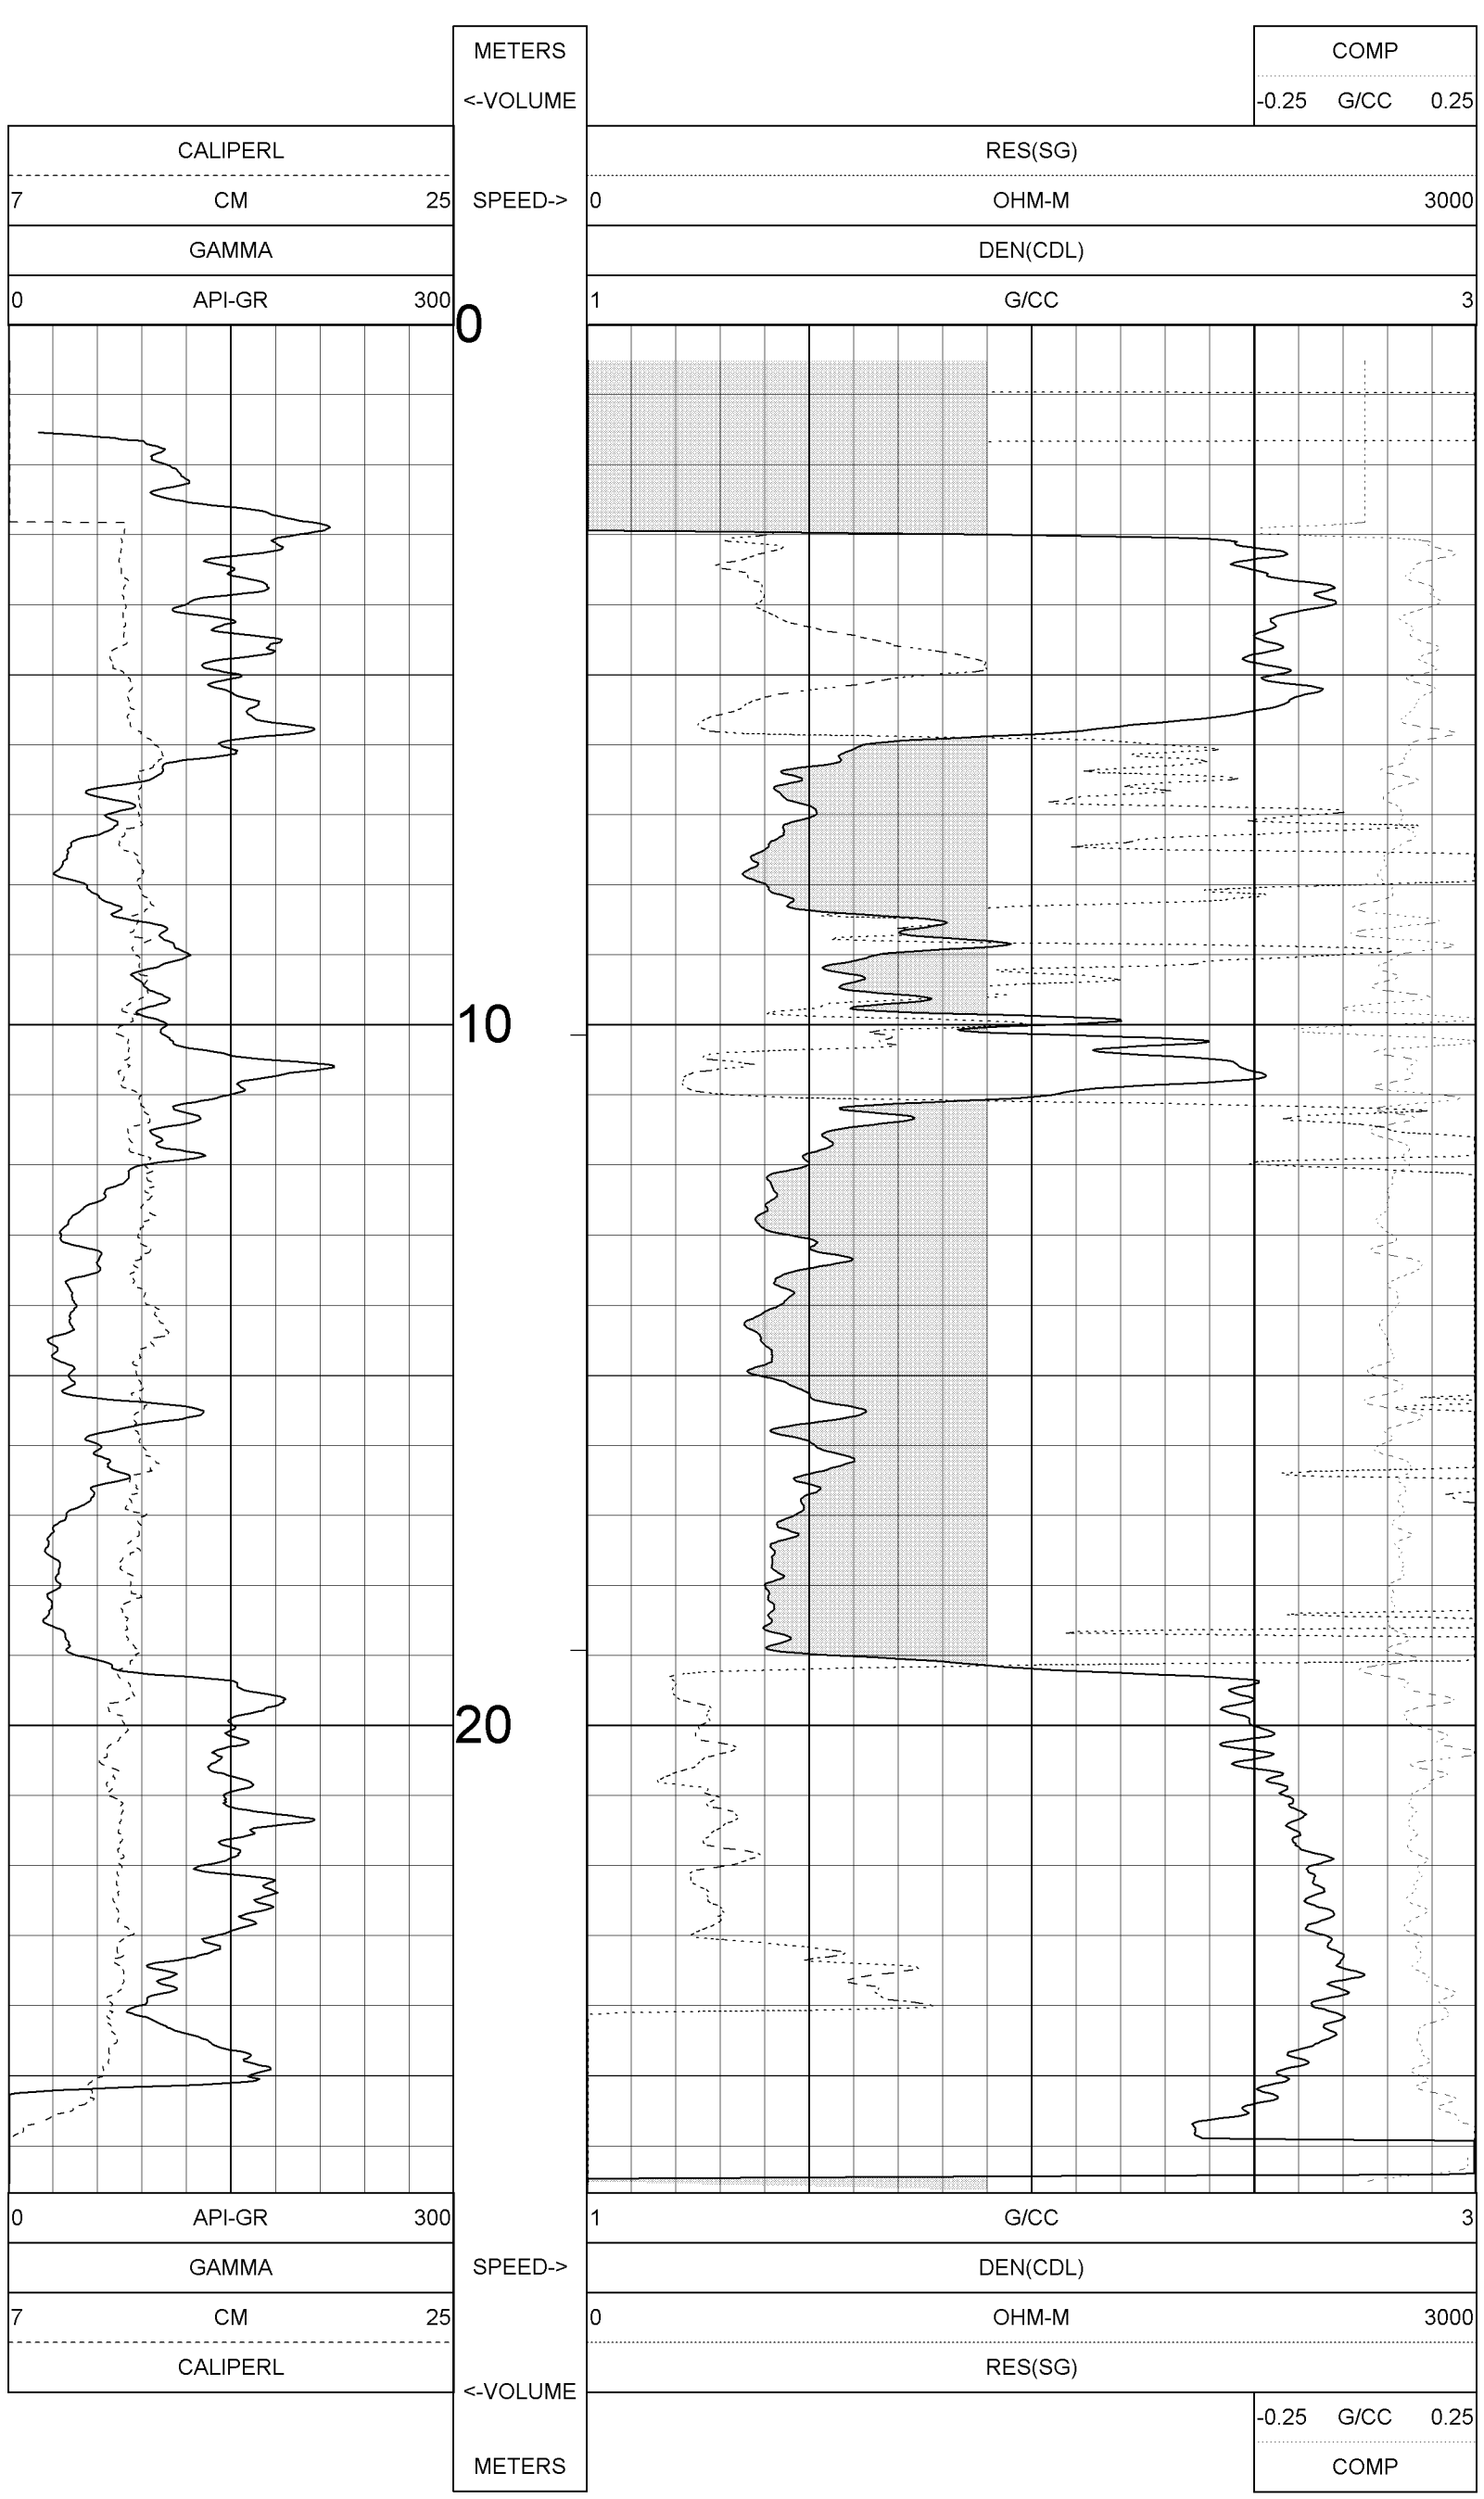 METERS
COMP
<-VOLUME
-0.25 G/CC 0.25
CALIPERL
RES(SG)
7 CM 25
SPEED->
0 OHM-M 3000
GAMMA
DEN(CDL)
0 API-GR 300
1 G/CC 3
0
10
20
0 API-GR 300
1 G/CC 3
GAMMA
SPEED->
DEN(CDL)
7 CM 25
0 OHM-M 3000
CALIPERL
RES(SG)
<-VOLUME
-0.25 G/CC 0.25
METERS
COMP